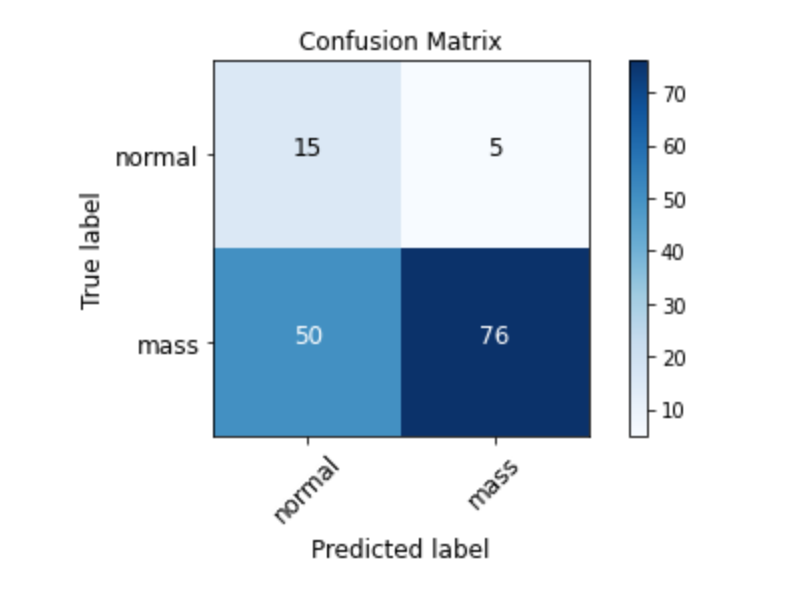 Confusion Matrix
True label
normal
15
5
mass
50
76
normal
mass
Predicted label
70
60
50
40
30
20
10